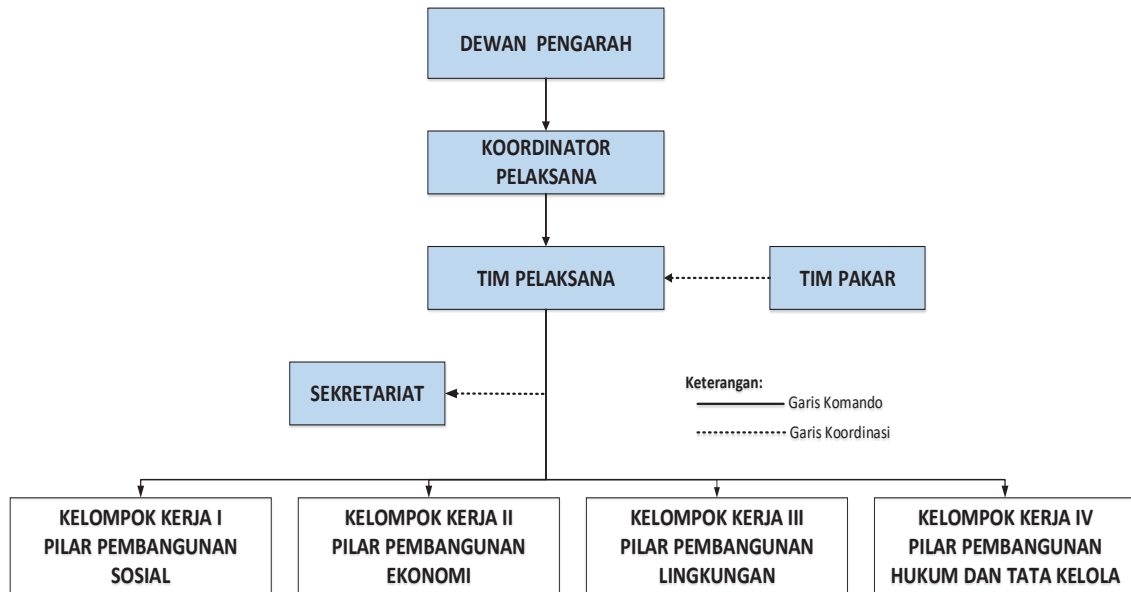 DEWAN PENGARAH
KOORDINATOR
PELAKSANA
TIM PELAKSANA
TIM PAKAR
SEKRETARIAT
Keterangan:
Garis Komando
Garis Koordinasi
KELOMPOK KERJA I
PILAR PEMBANGUNAN
SOSIAL
KELOMPOK KERJA II
PILAR PEMBANGUNAN
EKONOMI
KELOMPOK KERJA III
PILAR PEMBANGUNAN
LINGKUNGAN
KELOMPOK KERJA IV
PILAR PEMBANGUNAN
HUKUM DAN TATA KELOLA